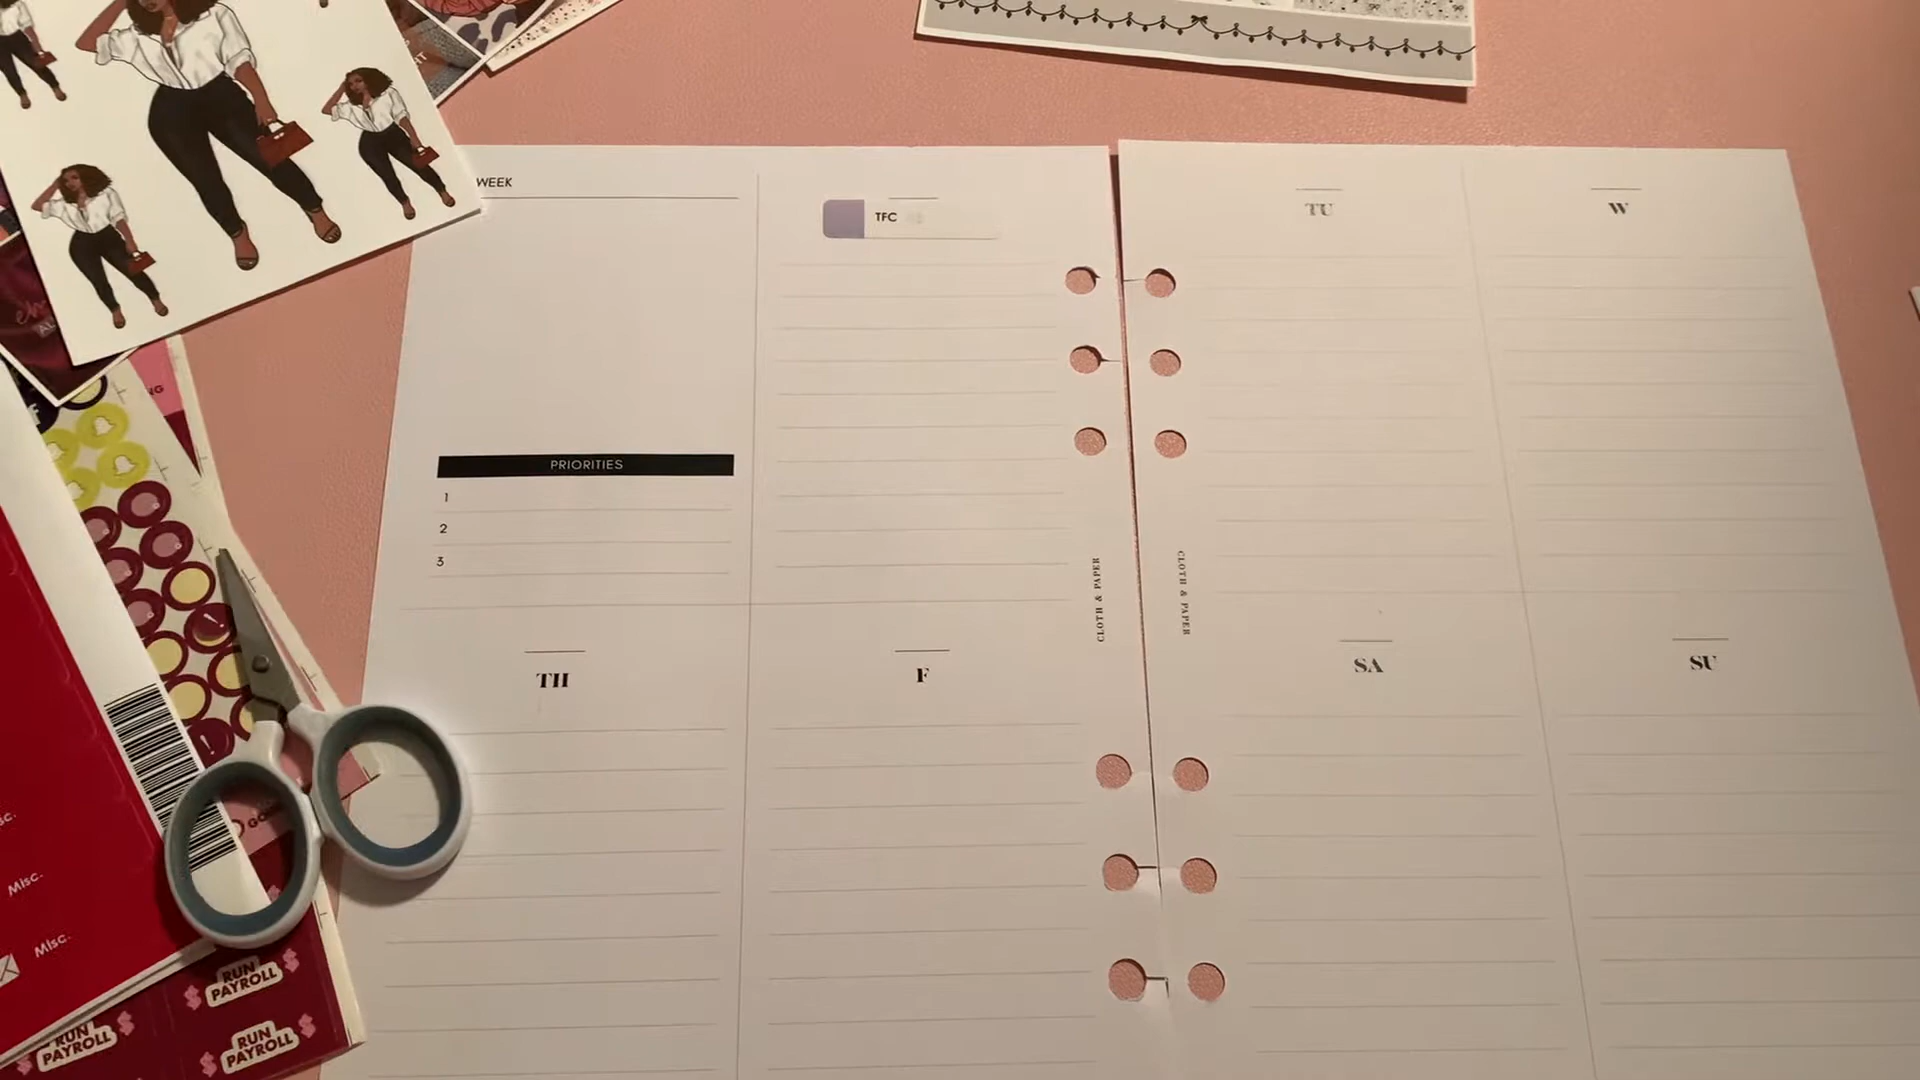 WEEK
TFC
TU
W
PRIORITIES
1
2
3
CLOTH & PAPER
CLOTH & PAPER
TH
F
SA
SU
Misc.
Misc.
RUN
PAYROLL
RUN
PAYROLL
RUN
PAYROLL